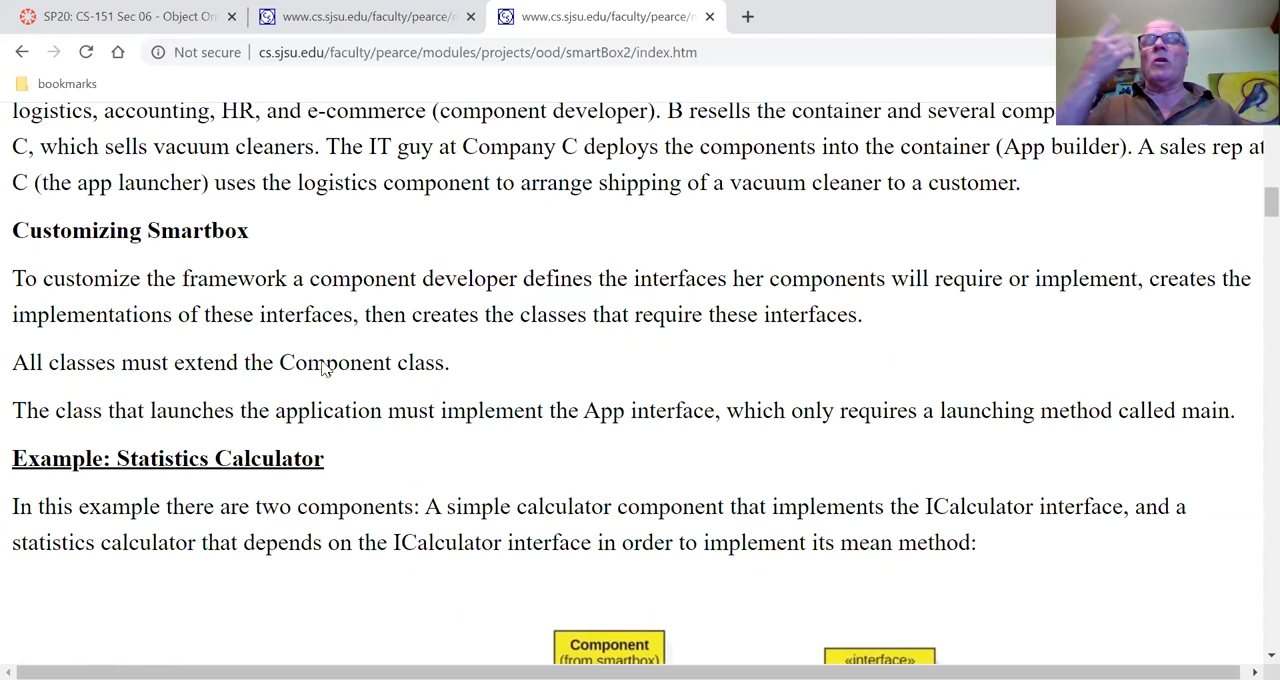 SP20: CS-151 Sec 06 - Object Or
www.cs.sjsu.edu/faculty/pearce/m
www.cs.sjsu.edu/faculty/pearce/m
Not secure
cs.sjsu.edu/faculty/pearce/modules/projects/ood/smartBox2/index.htm
bookmarks
logistics, accounting, HR, and e-commerce (component developer). B resells the container and several comp
C, which sells vacuum cleaners. The IT guy at Company C deploys the components into the container (App builder). A sales rep at
C (the app launcher) uses the logistics component to arrange shipping of a vacuum cleaner to a customer.
Customizing Smartbox
To customize the framework a component developer defines the interfaces her components will require or implement, creates the
implementations of these interfaces, then creates the classes that require these interfaces.
All classes must extend the Component class.
The class that launches the application must implement the App interface, which only requires a launching method called main.
Example: Statistics Calculator
In this example there are two components: A simple calculator component that implements the ICalculator interface, and a
statistics calculator that depends on the ICalculator interface in order to implement its mean method:
Component
(from smartbox)
«interface»